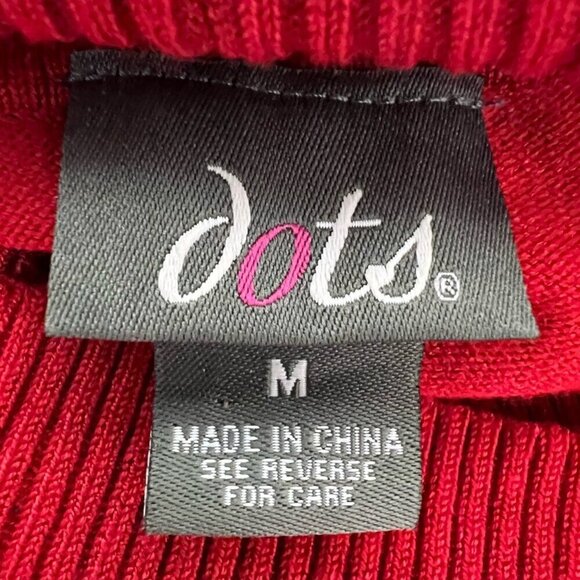 dots®
M
MADE IN CHINA
SEE REVERSE
FOR CARE